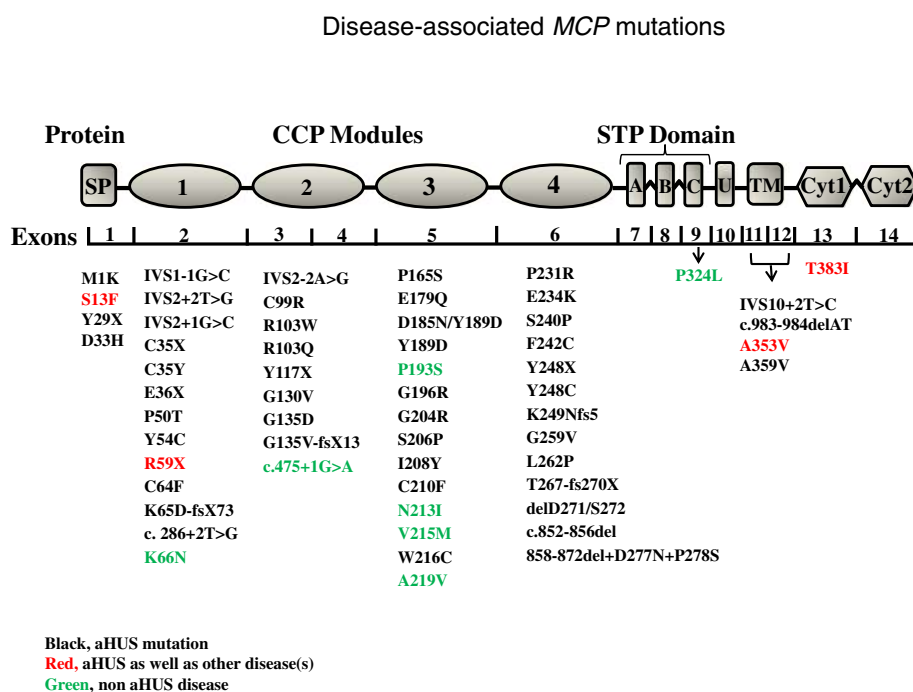 Disease-associated MCP mutations
Protein CCP Modules STP Domain
SP 1 2 3 4 A B C U TM Cyt1 Cyt2
Exons 1 2 3 4 5 6 7 8 9 10 11 12 13 14
M1K
S13F
Y29X
D33H
IVS1-1G>C
IVS2+2T>G
IVS2+1G>C
C35X
C35Y
E36X
P50T
Y54C
R59X
C64F
K65D-fsX73
c. 286+2T>G
K66N
IVS2-2A>G
C99R
R103W
R103Q
Y117X
G130V
G135D
G135V-fsX13
c.475+1G>A
P165S
E179Q
D185N/Y189D
Y189D
P193S
G196R
G204R
S206P
I208Y
C210F
N213I
V215M
W216C
A219V
P231R
E234K
S240P
F242C
Y248X
Y248C
K249Nfs5
G259V
L262P
T267-fs270X
delD271/S272
c.852-856del
858-872del+D277N+P278S
P324L
IVS10+2T>C
c.983-984delAT
A353V
A359V
T383I
Black, aHUS mutation
Red, aHUS as well as other disease(s)
Green, non aHUS disease